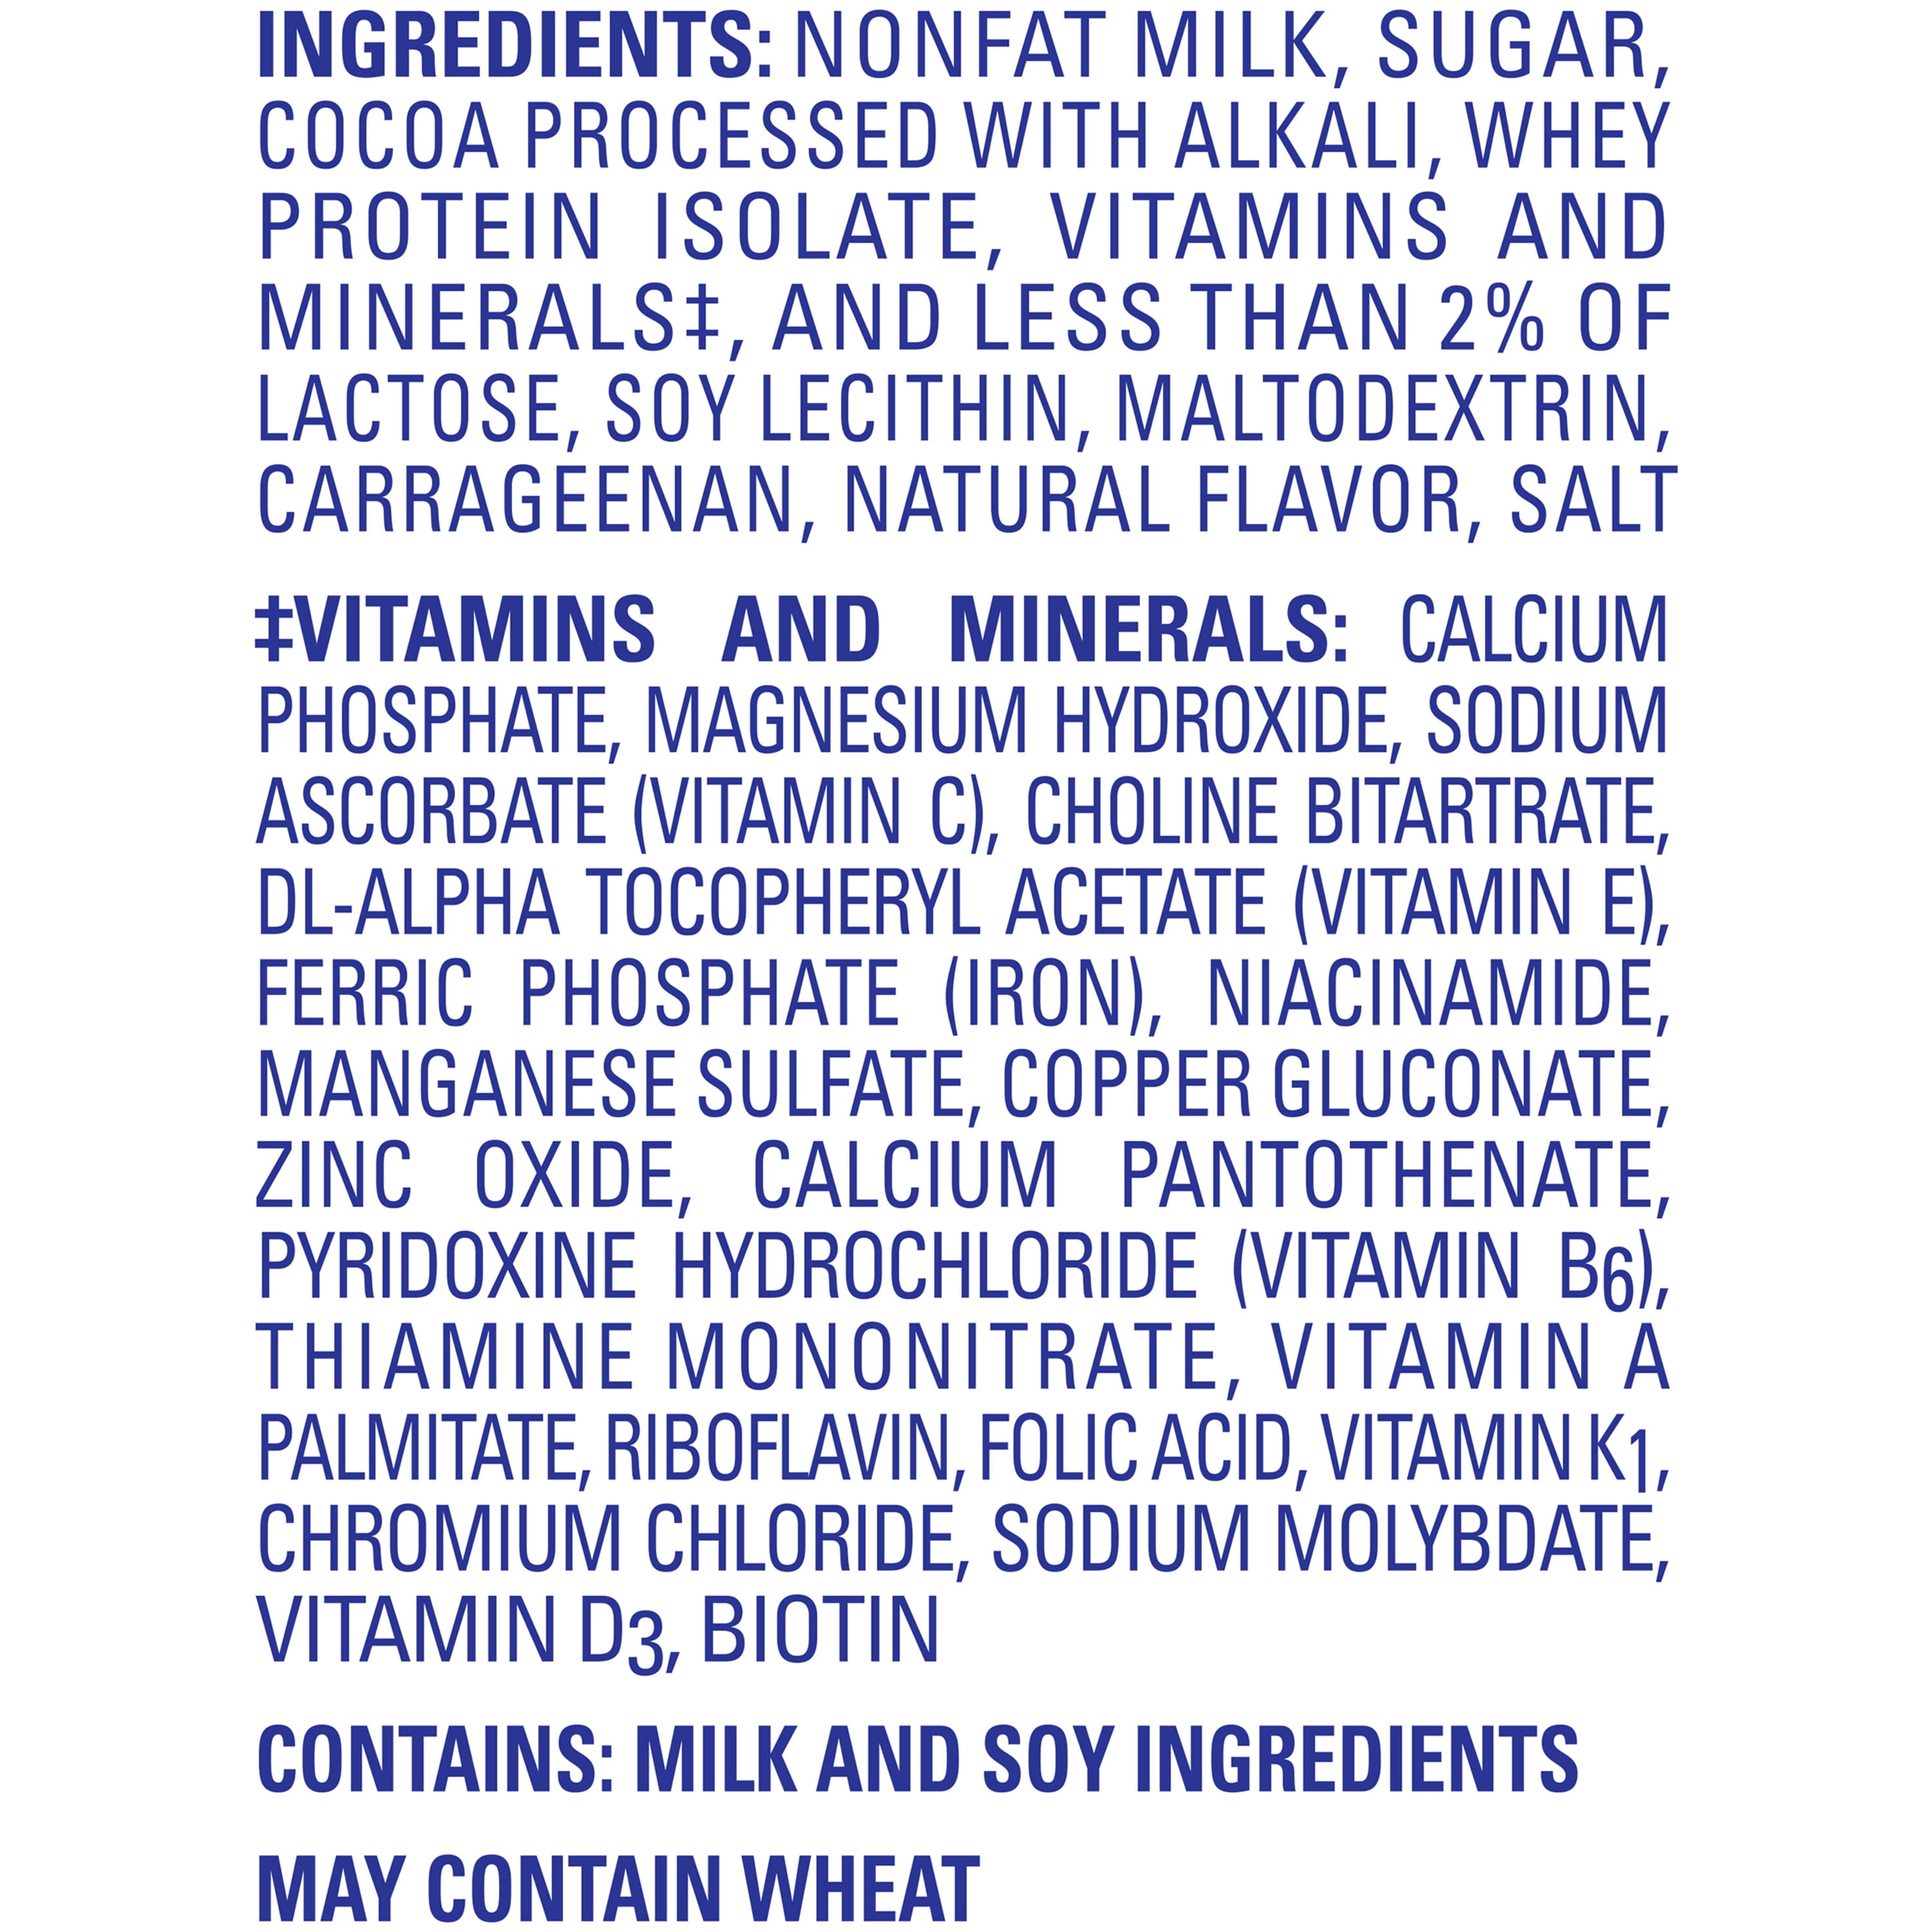 INGREDIENTS: NONFAT MILK, SUGAR,
COCOA PROCESSED WITH ALKALI, WHEY
PROTEIN ISOLATE, VITAMINS AND
MINERALS‡, AND LESS THAN 2% OF
LACTOSE, SOY LECITHIN, MALTODEXTRIN,
CARRAGEENAN, NATURAL FLAVOR, SALT
‡VITAMINS AND MINERALS: CALCIUM
PHOSPHATE, MAGNESIUM HYDROXIDE, SODIUM
ASCORBATE (VITAMIN C), CHOLINE BITARTRATE,
DL-ALPHA TOCOPHERYL ACETATE (VITAMIN E),
FERRIC PHOSPHATE (IRON), NIACINAMIDE,
MANGANESE SULFATE, COPPER GLUCONATE,
ZINC OXIDE, CALCIUM PANTOTHENATE,
PYRIDOXINE HYDROCHLORIDE (VITAMIN B6),
THIAMINE MONONITRATE, VITAMIN A
PALMITATE, RIBOFLAVIN, FOLIC ACID, VITAMIN K1,
CHROMIUM CHLORIDE, SODIUM MOLYBDATE,
VITAMIN D3, BIOTIN
CONTAINS: MILK AND SOY INGREDIENTS
MAY CONTAIN WHEAT